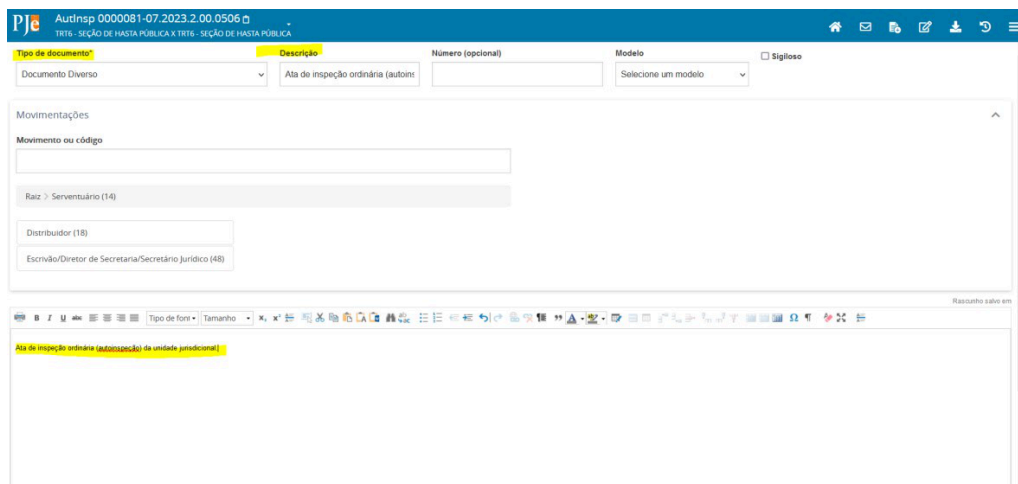 PJe
AutInsp 0000081-07.2023.2.00.0506
TRT6 - SEÇÃO DE HASTA PÚBLICA X TRT6 - SEÇÃO DE HASTA PÚBLICA
Tipo de documento* Descrição Número (opcional) Modelo Sigiloso
Documento Diverso Ata de inspeção ordinária (autoins Selecione um modelo
Movimentações
Movimento ou código
Raiz > Serventuário (14)
Distribuidor (18)
Escrivão/Diretor de Secretaria/Secretário Jurídico (48)
Rascunho salvo em
B I U abc Tipo de font Tamanho
Ata de inspeção ordinária (autoinspeção) da unidade jurisdicional.